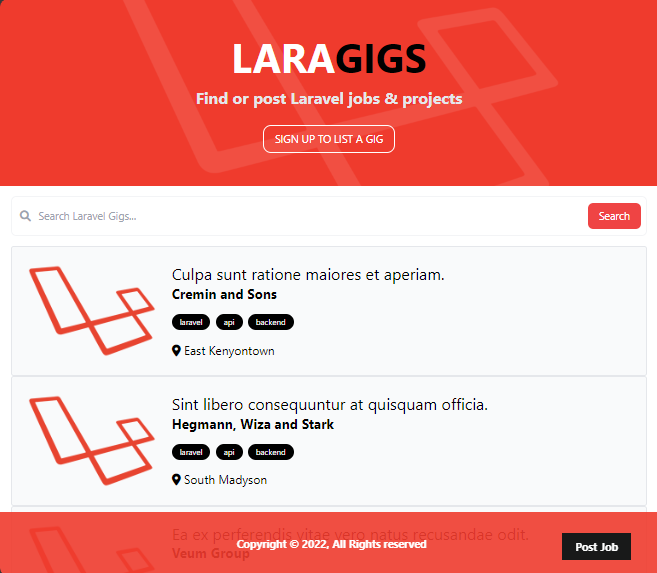 LARAGIGS
Find or post Laravel jobs & projects
SIGN UP TO LIST A GIG
Search Laravel Gigs...
Search
Culpa sunt ratione maiores et aperiam.
Cremin and Sons
laravel api backend
East Kenyontown
Sint libero consequuntur at quisquam officia.
Hegmann, Wiza and Stark
laravel api backend
South Madyson
Ea ex perferendis vitae vero natus recusandae odit.
Veum Group
Copyright © 2022, All Rights reserved
Post Job